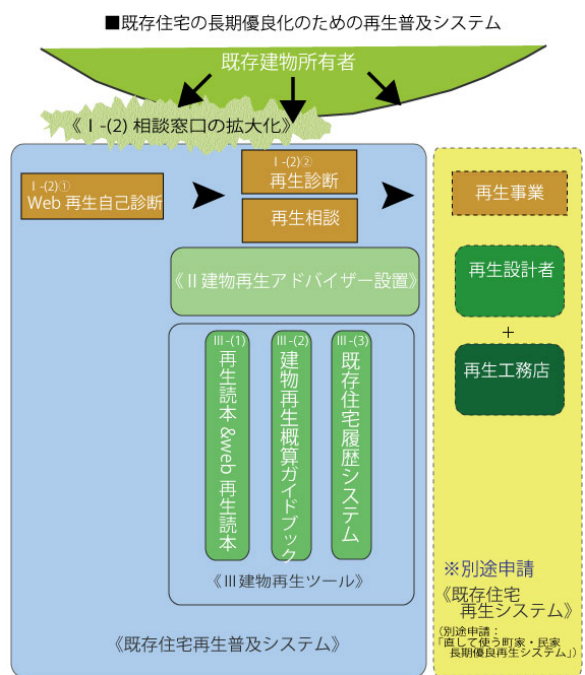 ■既存住宅の長期優良化のための再生普及システム
既存建物所有者
《Ⅰ-(2) 相談窓口の拡大化》
Ⅰ-(2)①
Web 再生自己診断
Ⅰ-(2)②
再生診断
再生相談
再生事業
《Ⅱ建物再生アドバイザー設置》
再生設計者
+
再生工務店
Ⅲ-(1)
再生読本&web 再生読本
Ⅲ-(2)
建物再生概算ガイドブック
Ⅲ-(3)
既存住宅履歴システム
《Ⅲ建物再生ツール》
《既存住宅再生普及システム》
※別途申請
《既存住宅
再生システム》
(別途申請:
「直して使う町家・民家
長期優良再生システム」)